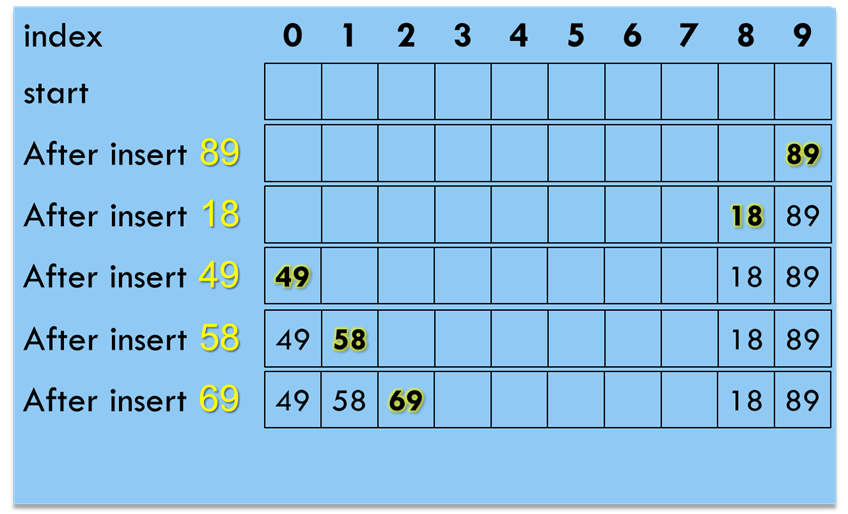 index 0 1 2 3 4 5 6 7 8 9
start
After insert 89 89
After insert 18 18 89
After insert 49 49 18 89
After insert 58 49 58 18 89
After insert 69 49 58 69 18 89